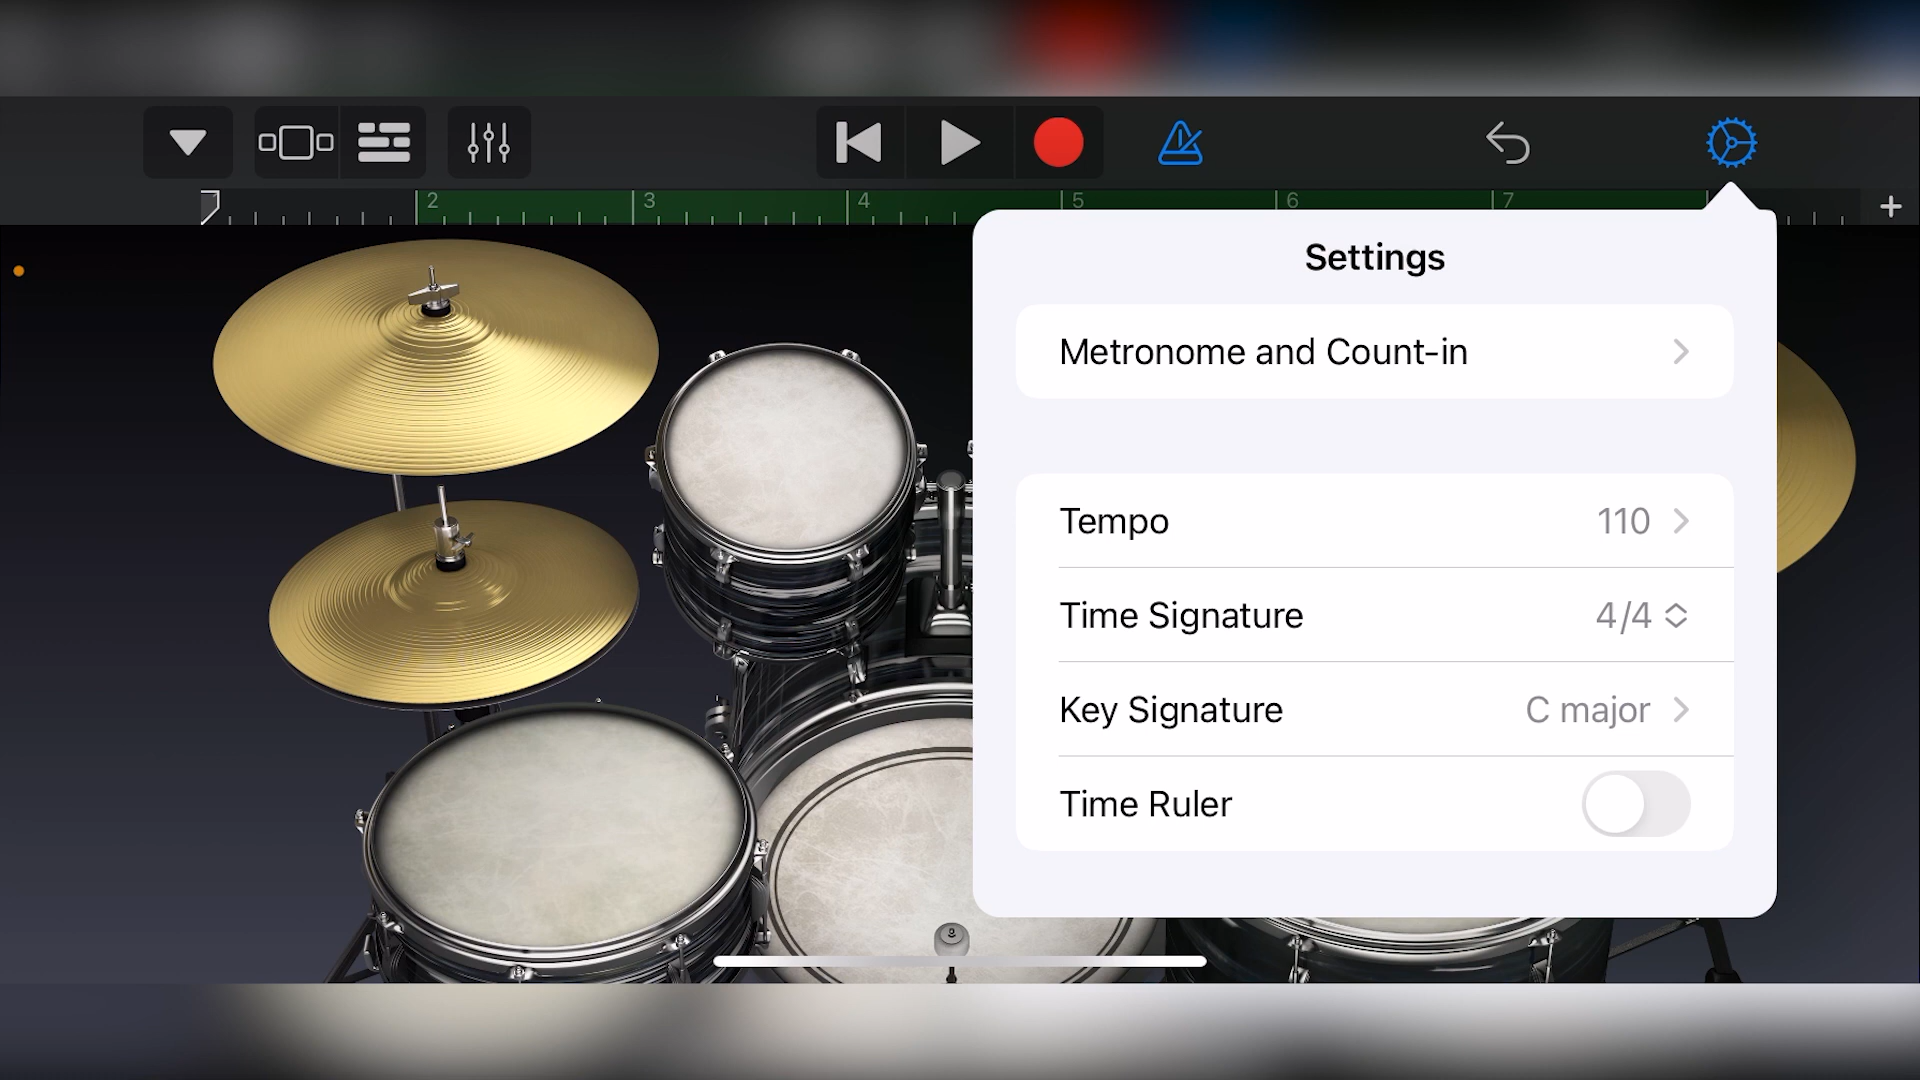 2 3 4 5 6 7
Settings
Metronome and Count-in
Tempo 110
Time Signature 4/4
Key Signature C major
Time Ruler